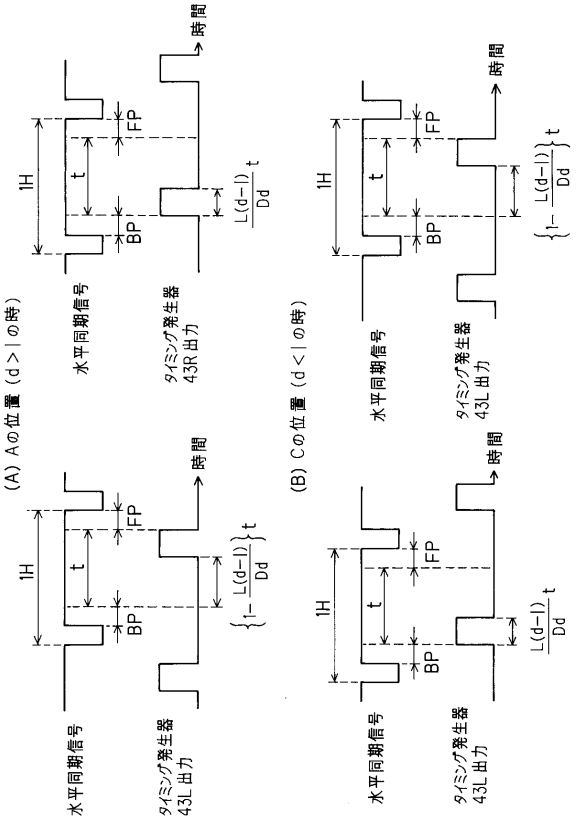 (A) Aの位置 (d>1の時)
1H
水平同期信号
BP
t
FP
タイミング発生器
43L 出力
時間
{1-L(d-1)/Dd}t
1H
水平同期信号
BP
t
FP
タイミング発生器
43R 出力
時間
L(d-1)/Dd t
(B) Cの位置 (d<1の時)
1H
水平同期信号
BP
t
FP
タイミング発生器
43L 出力
時間
L(d-1)/Dd t
1H
水平同期信号
BP
t
FP
タイミング発生器
43L 出力
時間
{1-L(d-1)/Dd}t